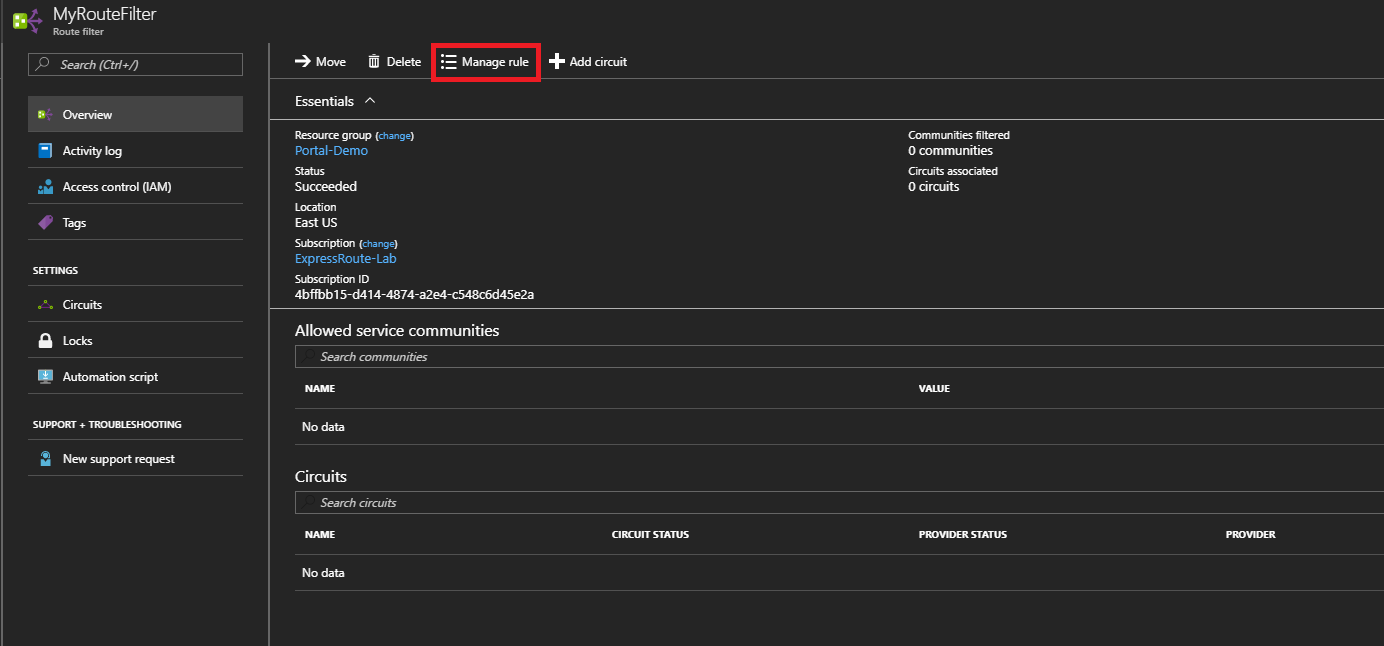 MyRouteFilter
Route filter
Search (Ctrl+/)
Overview
Activity log
Access control (IAM)
Tags
SETTINGS
Circuits
Locks
Automation script
SUPPORT + TROUBLESHOOTING
New support request
Move Delete Manage rule Add circuit
Essentials
Resource group (change)
Portal-Demo
Status
Succeeded
Location
East US
Subscription (change)
ExpressRoute-Lab
Subscription ID
4bffbb15-d414-4874-a2e4-c548c6d45e2a
Communities filtered
0 communities
Circuits associated
0 circuits
Allowed service communities
Search communities
NAME VALUE
No data
Circuits
Search circuits
NAME CIRCUIT STATUS PROVIDER STATUS PROVIDER
No data